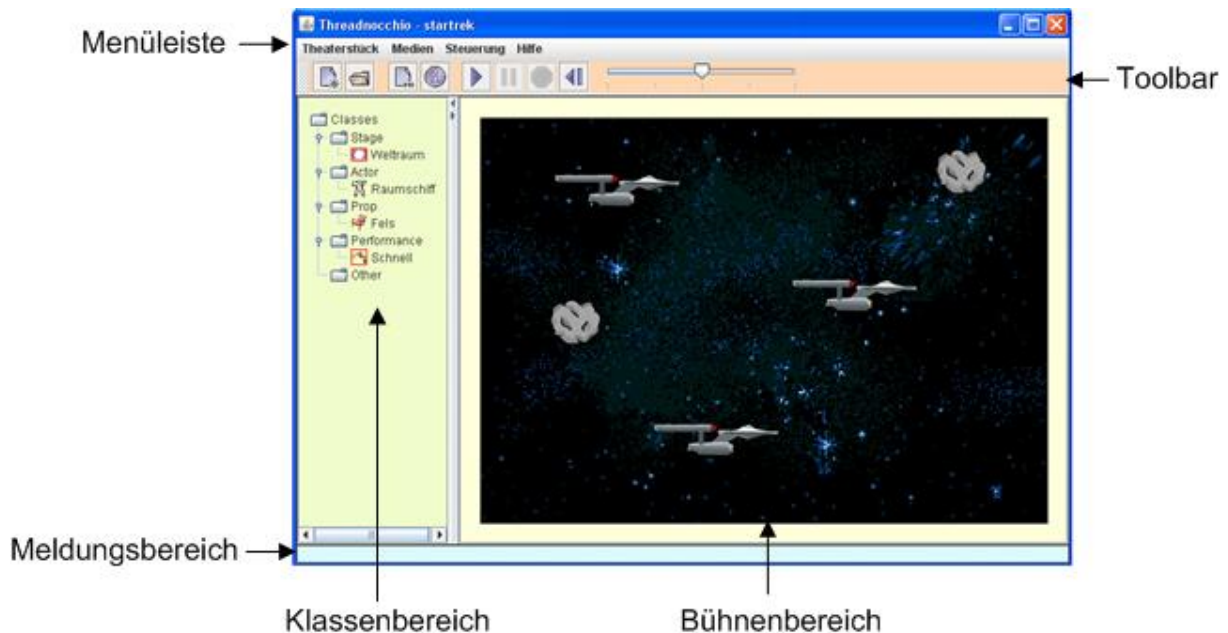 Threadnocchio - startrek
Menüleiste
Theaterstück Medien Steuerung Hilfe
Toolbar
Classes
Stage
Weltraum
Actor
Raumschiff
Prop
Fels
Performance
Schnell
Other
Meldungsbereich
Klassenbereich
Bühnenbereich